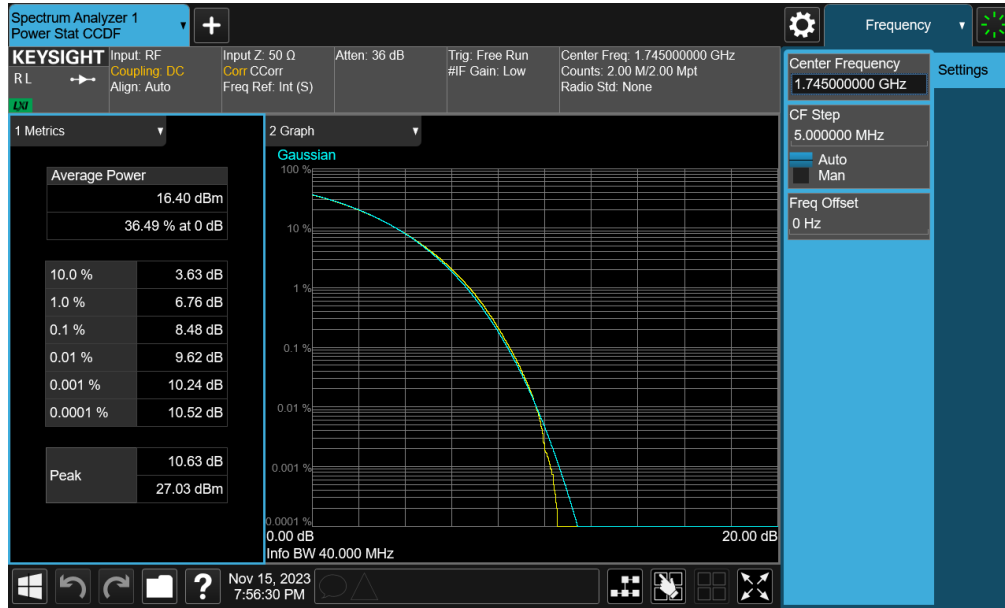 Spectrum Analyzer 1
Power Stat CCDF
Frequency
KEYSIGHT
R L
LXI
Input: RF
Coupling: DC
Align: Auto
Input Z: 50 Ω
Corr CCorr
Freq Ref: Int (S)
Atten: 36 dB
Trig: Free Run
#IF Gain: Low
Center Freq: 1.745000000 GHz
Counts: 2.00 M/2.00 Mpt
Radio Std: None
Center Frequency
1.745000000 GHz
Settings
CF Step
5.000000 MHz
Auto
Man
Freq Offset
0 Hz
1 Metrics
Average Power
16.40 dBm
36.49 % at 0 dB
10.0 % 3.63 dB
1.0 % 6.76 dB
0.1 % 8.48 dB
0.01 % 9.62 dB
0.001 % 10.24 dB
0.0001 % 10.52 dB
Peak
10.63 dB
27.03 dBm
2 Graph
Gaussian
100 %
10 %
1 %
0.1 %
0.01 %
0.001 %
0.0001 %
0.00 dB 20.00 dB
Info BW 40.000 MHz
?
Nov 15, 2023
7:56:30 PM